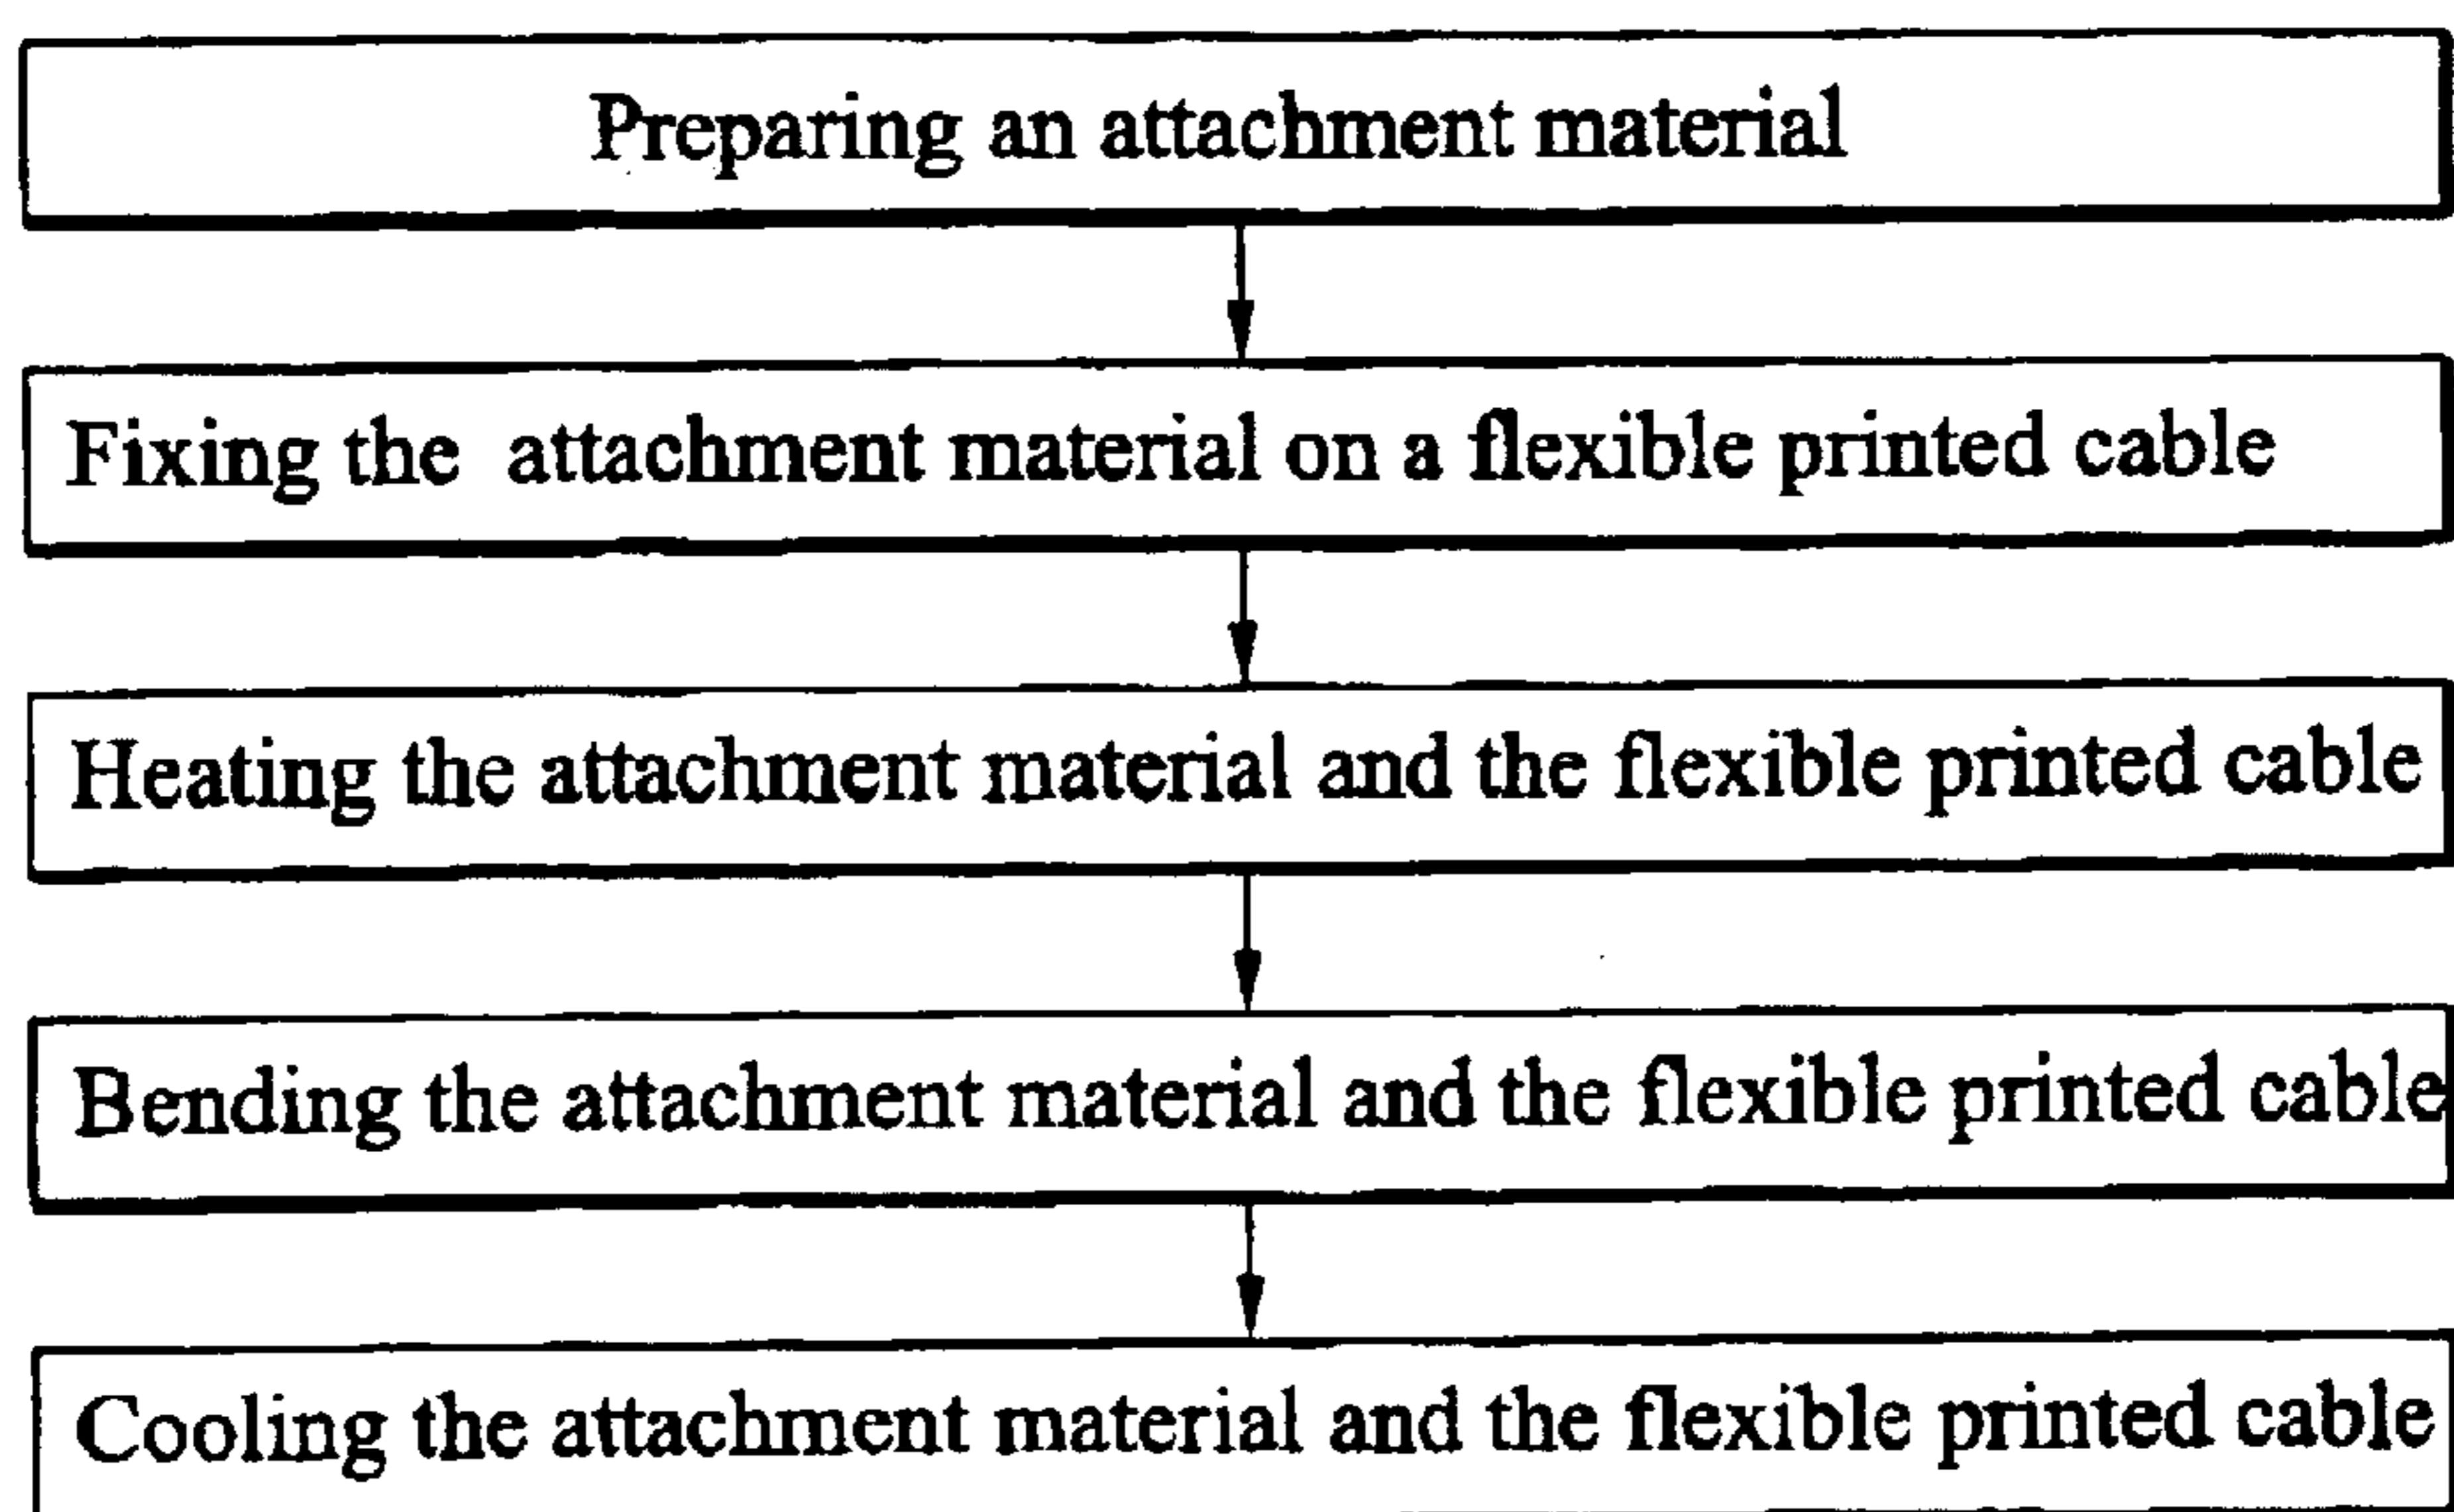 Preparing an attachment material
Fixing the attachment material on a flexible printed cable
Heating the attachment material and the flexible printed cable
Bending the attachment material and the flexible printed cable
Cooling the attachment material and the flexible printed cable